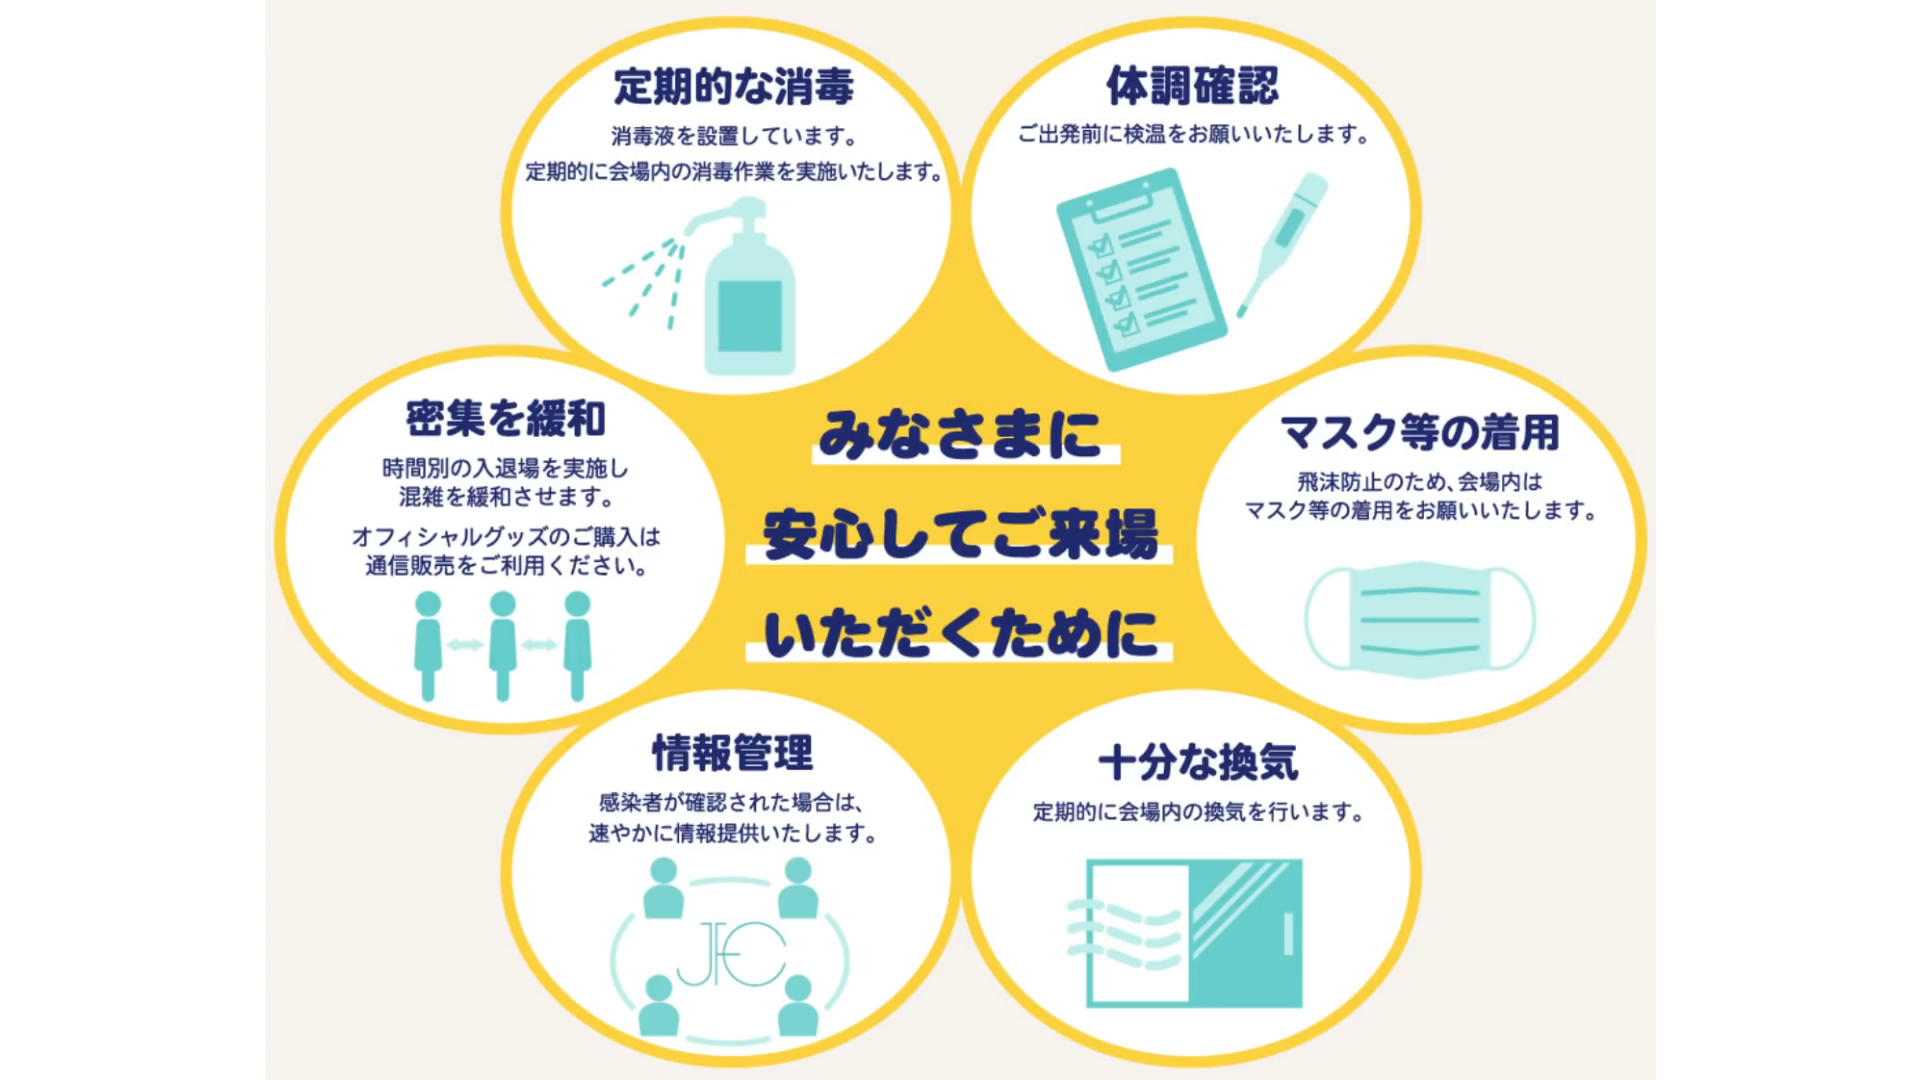 定期的な消毒
消毒液を設置しています。
定期的に会場内の消毒作業を実施いたします。
体調確認
ご出発前に検温をお願いいたします。
密集を緩和
時間別の入退場を実施し
混雑を緩和させます。
オフィシャルグッズのご購入は
通信販売をご利用ください。
みなさまに
安心してご来場
いただくために
マスク等の着用
飛沫防止のため、会場内は
マスク等の着用をお願いいたします。
情報管理
感染者が確認された場合は、
速やかに情報提供いたします。
JFC
十分な換気
定期的に会場内の換気を行います。